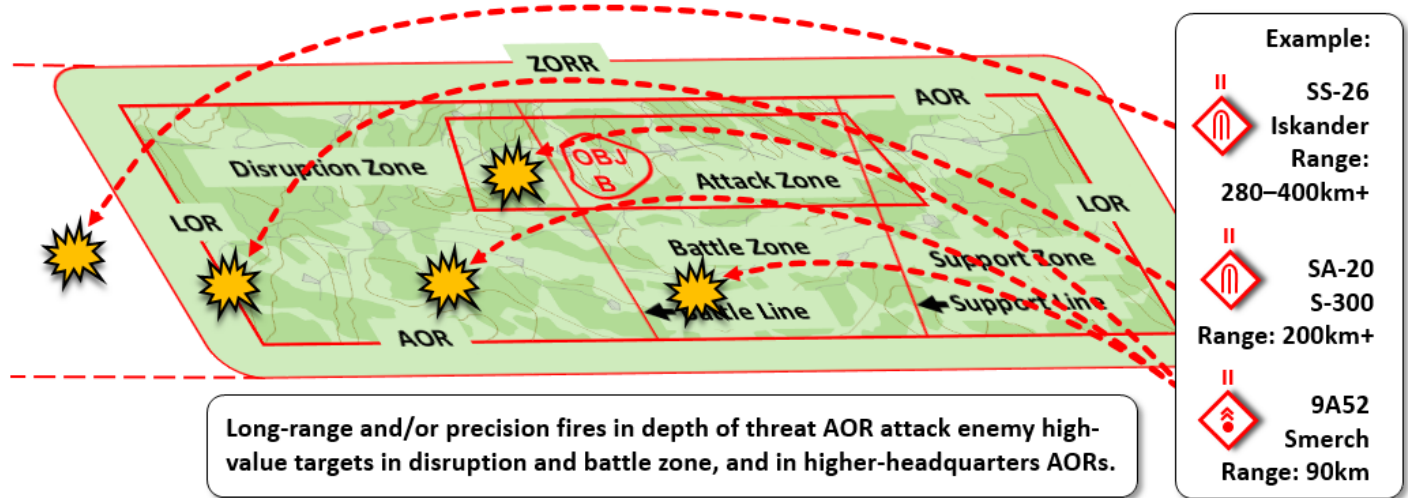 ZORR
AOR
Disruption Zone
OBJ
B
Attack Zone
LOR
LOR
Battle Zone
Support Zone
Battle Line
Support Line
AOR
Example:
SS-26
Iskander
Range:
280–400km+
SA-20
S-300
Range: 200km+
9A52
Smerch
Range: 90km
Long-range and/or precision fires in depth of threat AOR attack enemy high-
value targets in disruption and battle zone, and in higher-headquarters AORs.